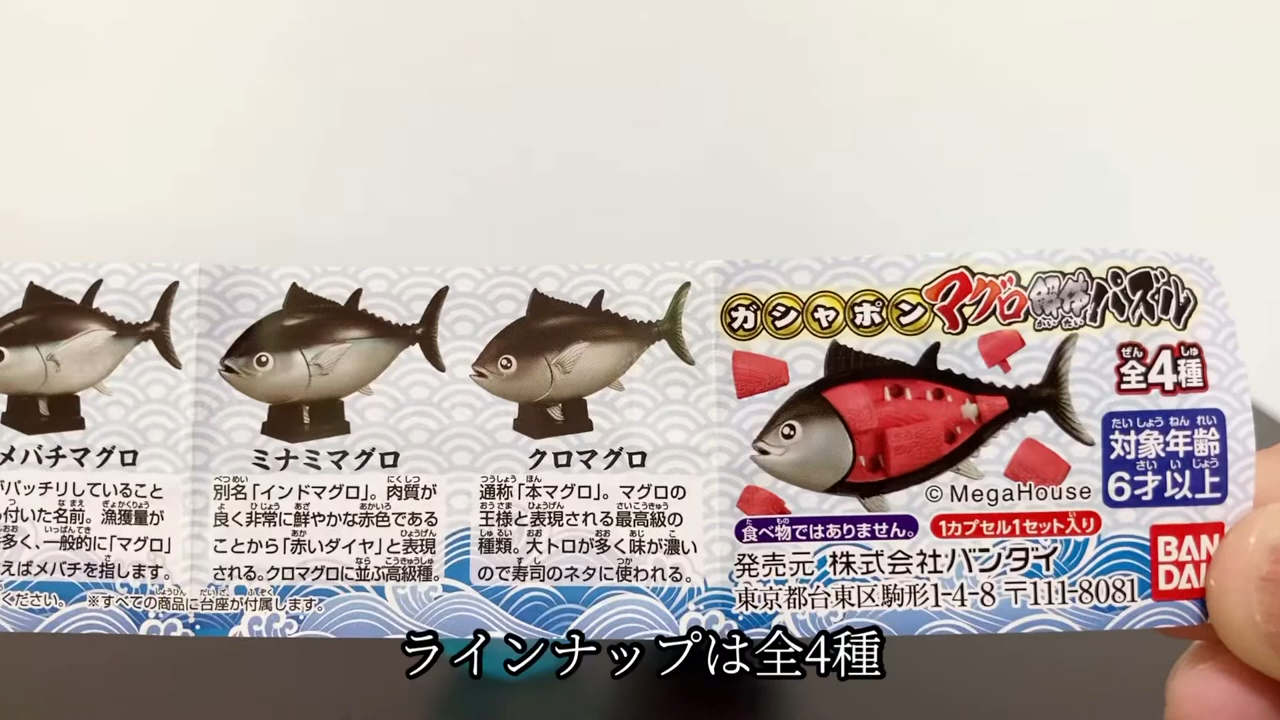 メバチマグロ
がパッチリしていること
付いた名前。漁獲量が
多く、一般的に「マグロ」
えばメバチを指します。
ください。 ※すべての商品に台座が付属します。
ミナミマグロ
別名「インドマグロ」。肉質が
良く非常に鮮やかな赤色である
ことから「赤いダイヤ」と表現
される。クロマグロに並ぶ高級種。
クロマグロ
通称「本マグロ」。マグロの
王様と表現される最高級の
種類。大トロが多く味が濃い
ので寿司のネタに使われる。
ガシャポン マグロ解体パズル
全4種
対象年齢
6才以上
© MegaHouse
食べ物ではありません。
1カプセル1セット入り
発売元 株式会社バンダイ
東京都台東区駒形1-4-8 〒111-8081
BAN
DAI
ラインナップは全4種